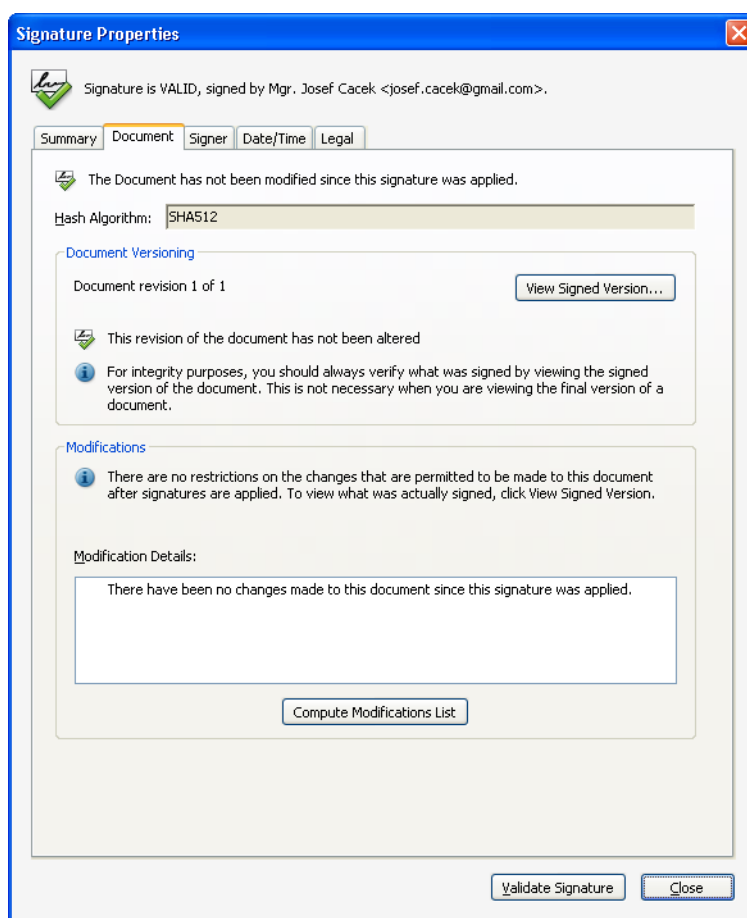 Signature Properties
Signature is VALID, signed by Mgr. Josef Cacek <josef.cacek@gmail.com>.
Summary Document Signer Date/Time Legal
The Document has not been modified since this signature was applied.
Hash Algorithm: SHA512
Document Versioning
Document revision 1 of 1 View Signed Version...
This revision of the document has not been altered
For integrity purposes, you should always verify what was signed by viewing the signed
version of the document. This is not necessary when you are viewing the final version of a
document.
Modifications
There are no restrictions on the changes that are permitted to be made to this document
after signatures are applied. To view what was actually signed, click View Signed Version.
Modification Details:
There have been no changes made to this document since this signature was applied.
Compute Modifications List
Validate Signature Close